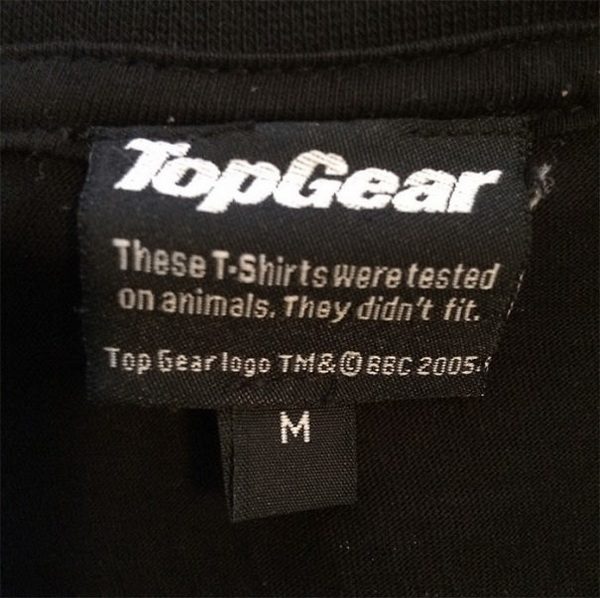 TopGear
These T-Shirts were tested
on animals. They didn't fit.
Top Gear logo TM & © BBC 2005.
M